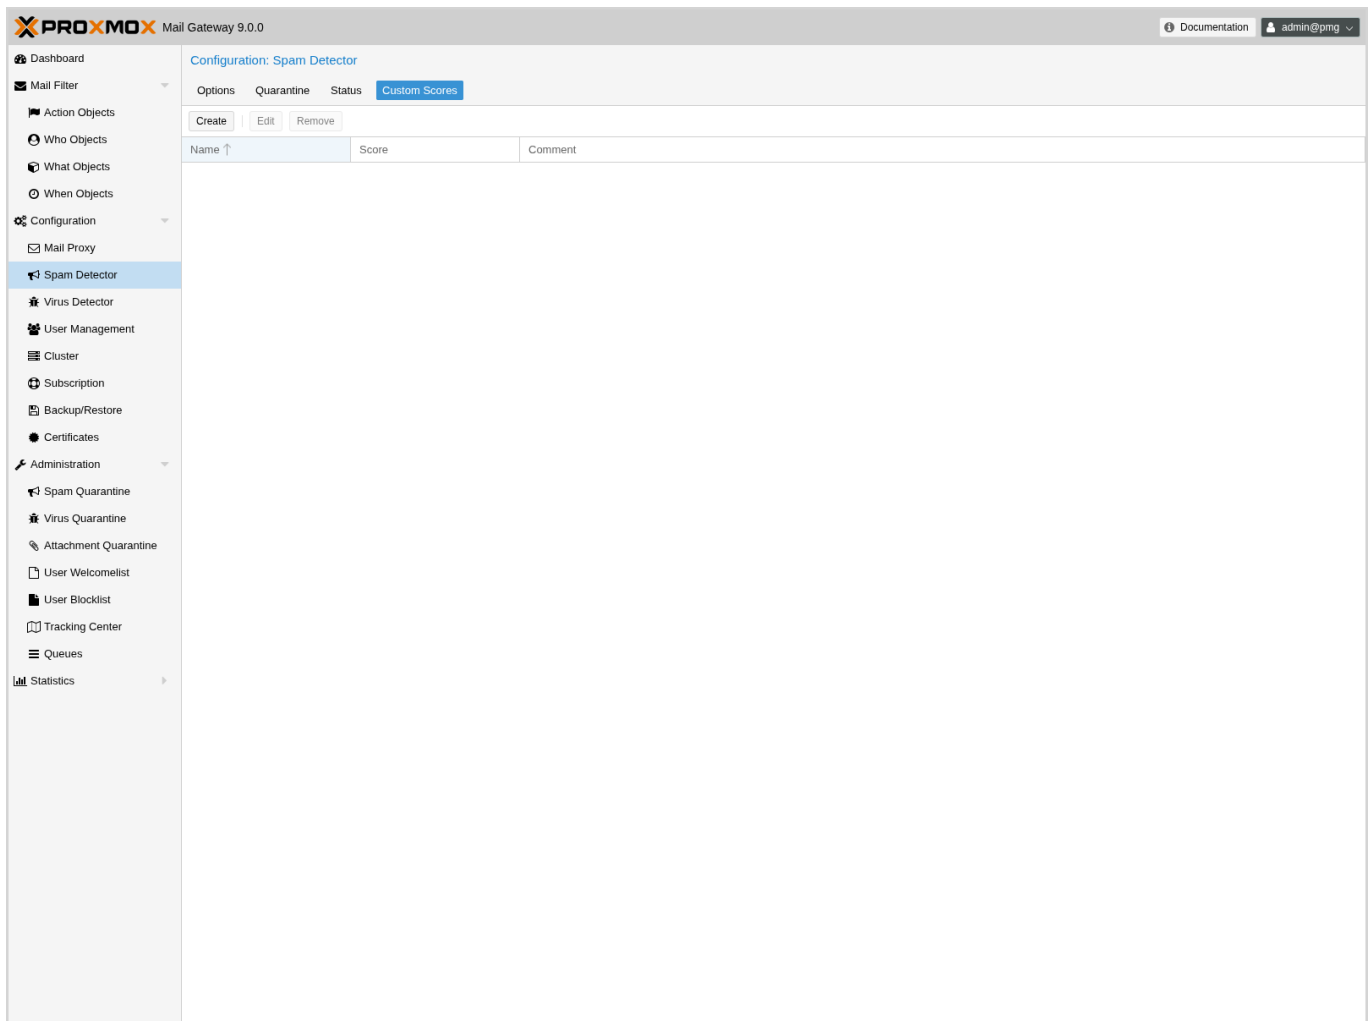 PROXMOX Mail Gateway 9.0.0
Documentation
admin@pmg
Dashboard
Mail Filter
Action Objects
Who Objects
What Objects
When Objects
Configuration
Mail Proxy
Spam Detector
Virus Detector
User Management
Cluster
Subscription
Backup/Restore
Certificates
Administration
Spam Quarantine
Virus Quarantine
Attachment Quarantine
User Welcomelist
User Blocklist
Tracking Center
Queues
Statistics
Configuration: Spam Detector
Options Quarantine Status Custom Scores
Create Edit Remove
Name Score Comment